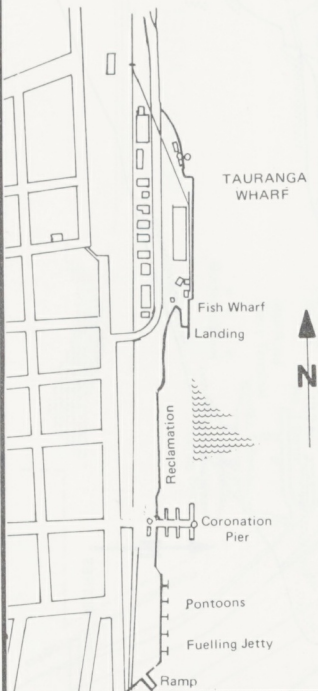 TAURANGA
WHARF
Fish Wharf
Landing
N
Reclamation
Coronation
Pier
Pontoons
Fuelling Jetty
Ramp